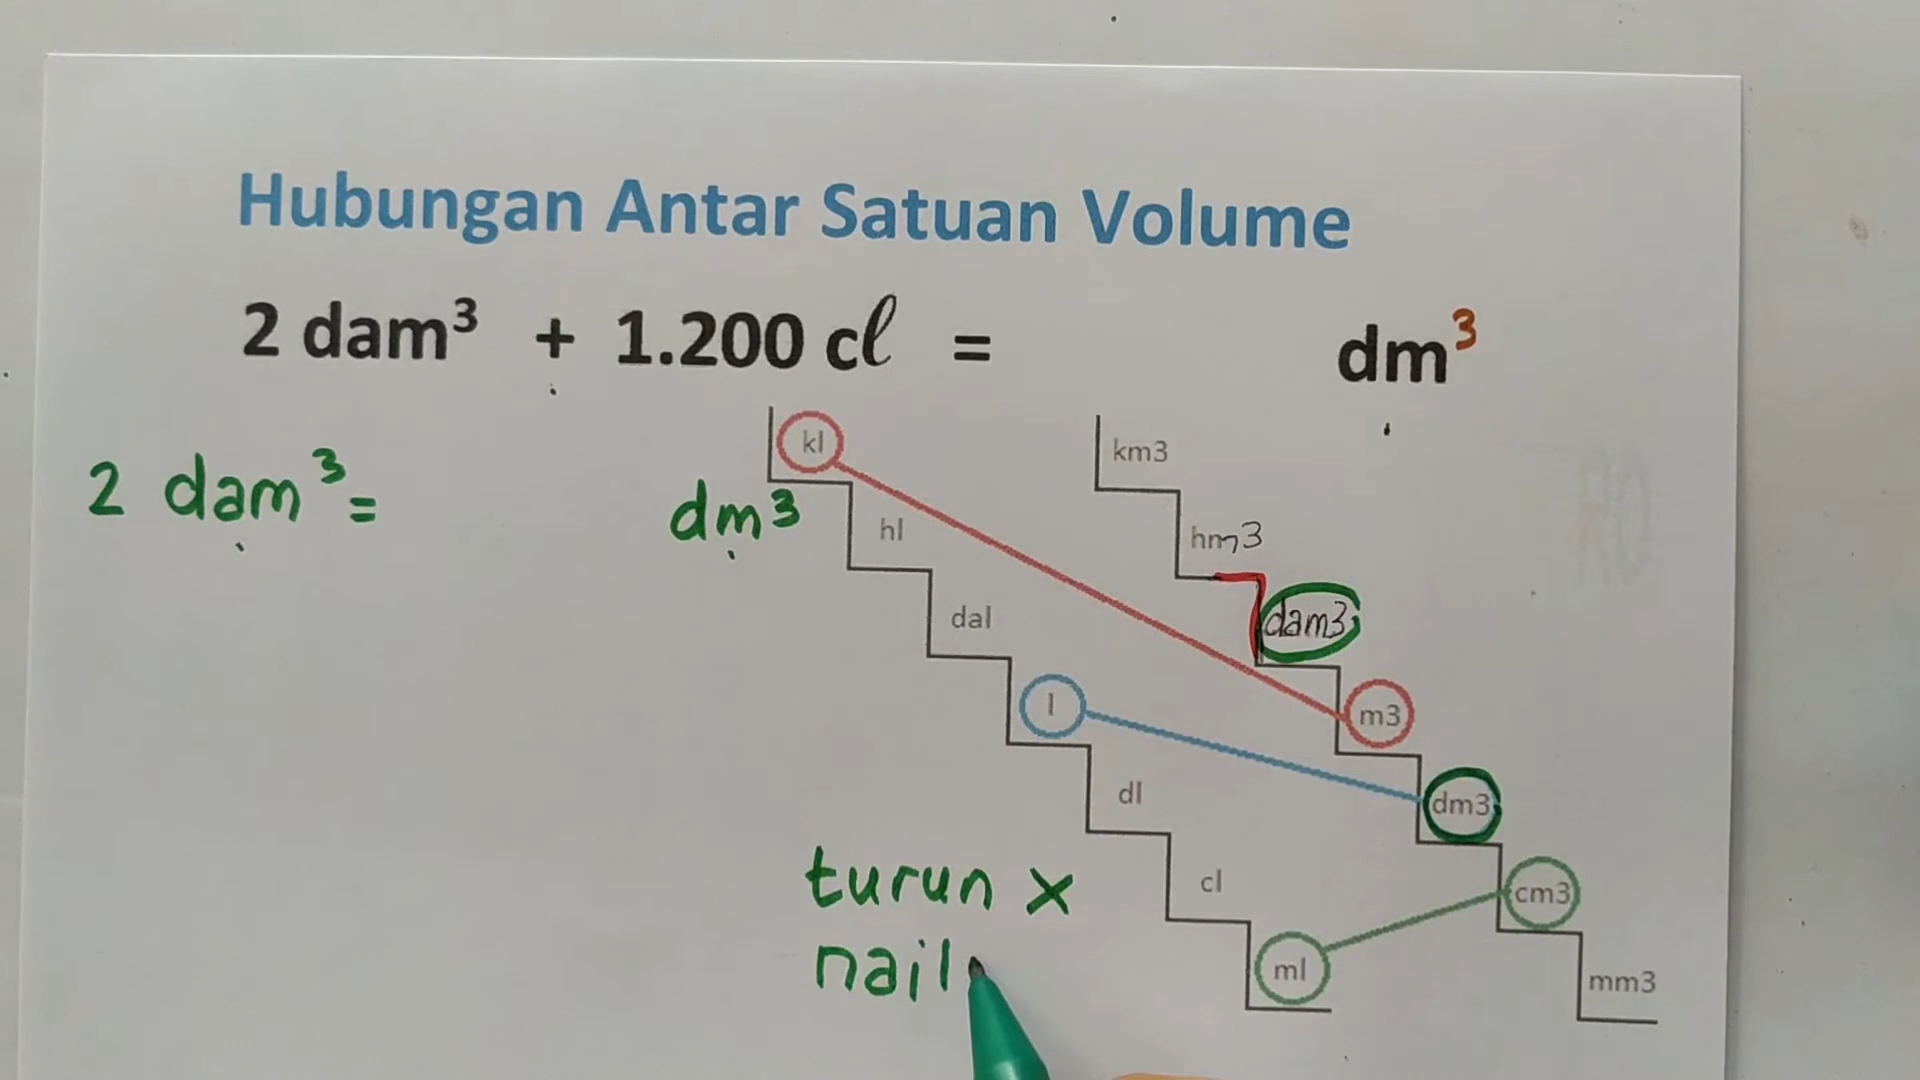 Hubungan Antar Satuan Volume
2 dam³ + 1.200 cℓ = dm³
2 dam³ = dm³
kl
hl
dal
l
dl
cl
ml
km3
hm3
dam3
m3
dm3
cm3
mm3
turun x
nail